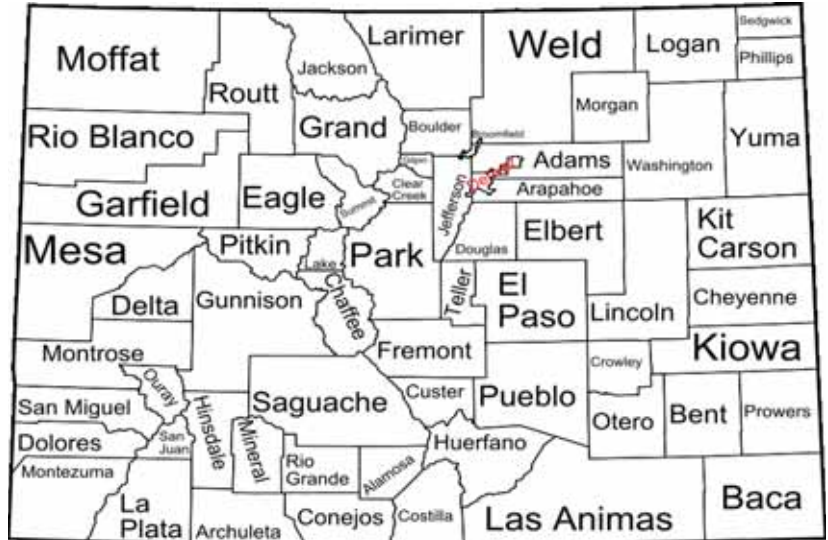 Moffat
Routt
Jackson
Larimer
Weld
Logan
Sedgwick
Phillips
Rio Blanco
Grand
Boulder
Broomfield
Morgan
Yuma
Garfield
Eagle
Summit
Gilpin
Clear
Creek
Jefferson
Denver
Adams
Arapahoe
Washington
Mesa
Pitkin
Lake
Park
Douglas
Elbert
Kit
Carson
Delta
Gunnison
Chaffee
Teller
El
Paso
Lincoln
Cheyenne
Montrose
Fremont
Crowley
Kiowa
Ouray
San Miguel
Hinsdale
Saguache
Custer
Pueblo
Otero
Bent
Prowers
Dolores
San
Juan
Mineral
Rio
Grande
Alamosa
Huerfano
Montezuma
La
Plata
Archuleta
Conejos
Costilla
Las Animas
Baca